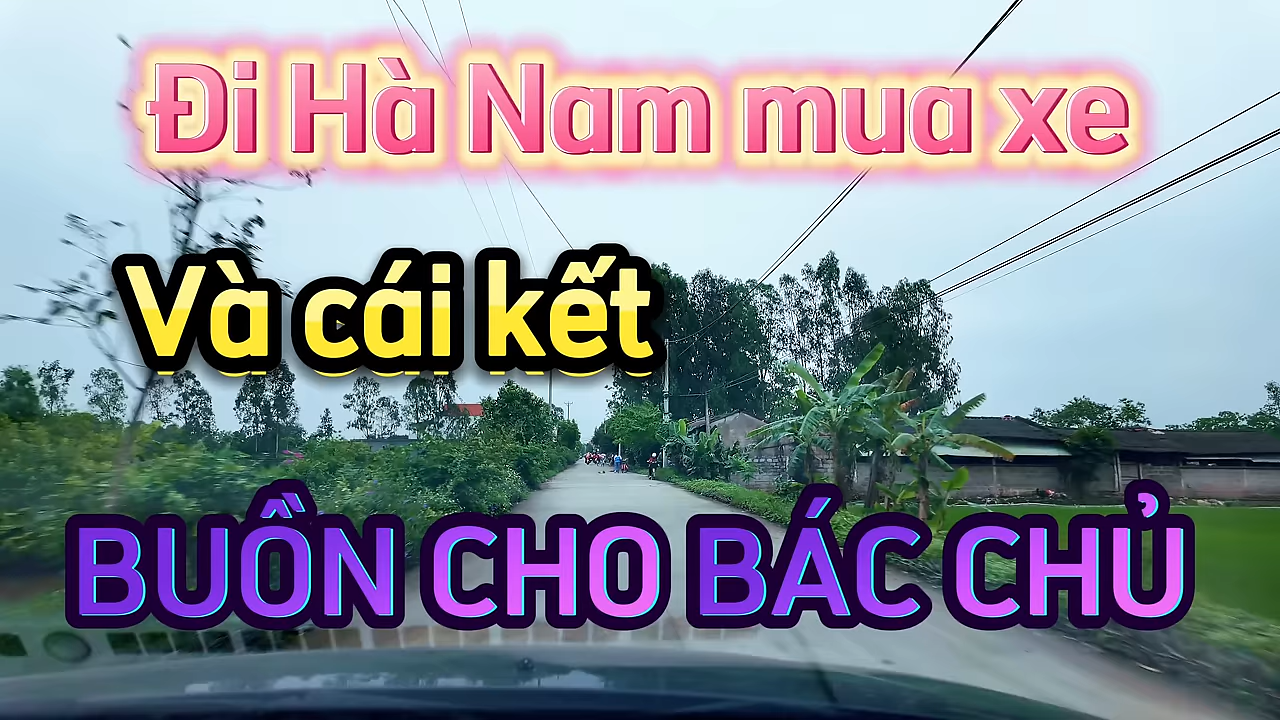 Đi Hà Nam mua xe
Và cái kết
BUỒN CHO BÁC CHỦ